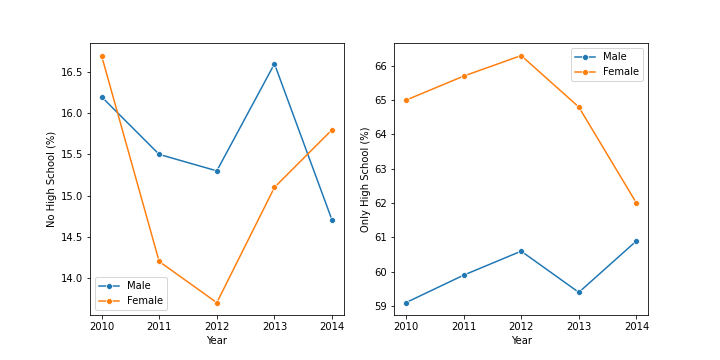 No High School (%)
16.5
16.0
15.5
15.0
14.5
14.0
Male
Female
2010 2011 2012 2013 2014
Year
Only High School (%)
66
65
64
63
62
61
60
59
Male
Female
2010 2011 2012 2013 2014
Year